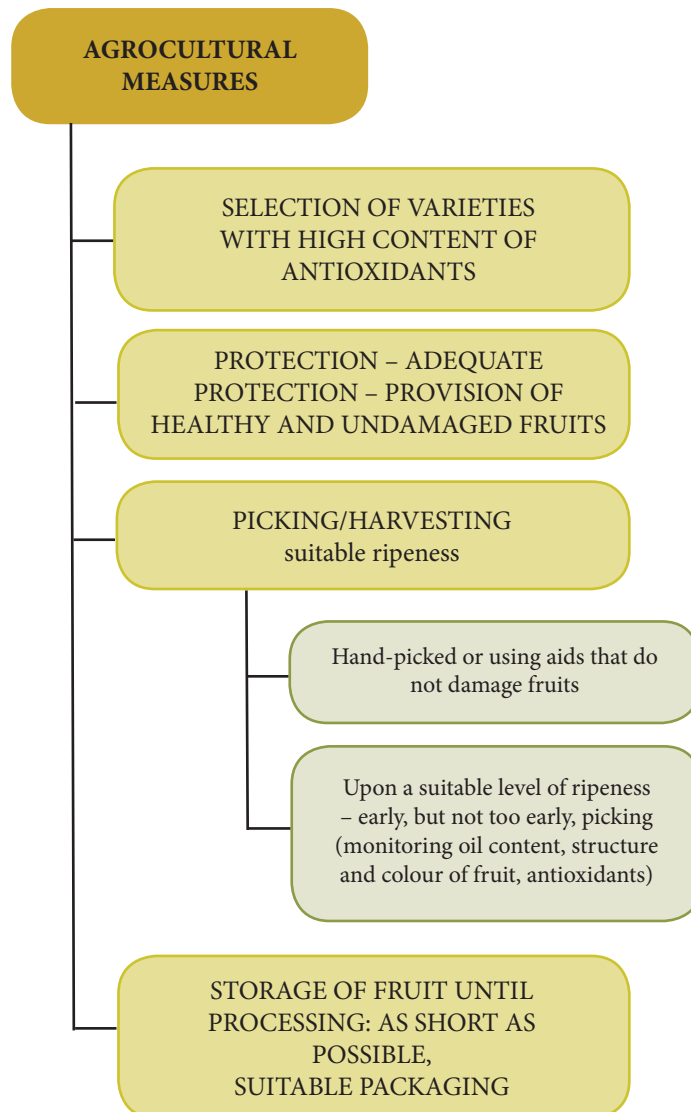 AGROCULTURAL
MEASURES
SELECTION OF VARIETIES
WITH HIGH CONTENT OF
ANTIOXIDANTS
PROTECTION – ADEQUATE
PROTECTION – PROVISION OF
HEALTHY AND UNDAMAGED FRUITS
PICKING/HARVESTING
suitable ripeness
Hand-picked or using aids that do
not damage fruits
Upon a suitable level of ripeness
– early, but not too early, picking
(monitoring oil content, structure
and colour of fruit, antioxidants)
STORAGE OF FRUIT UNTIL
PROCESSING: AS SHORT AS
POSSIBLE,
SUITABLE PACKAGING